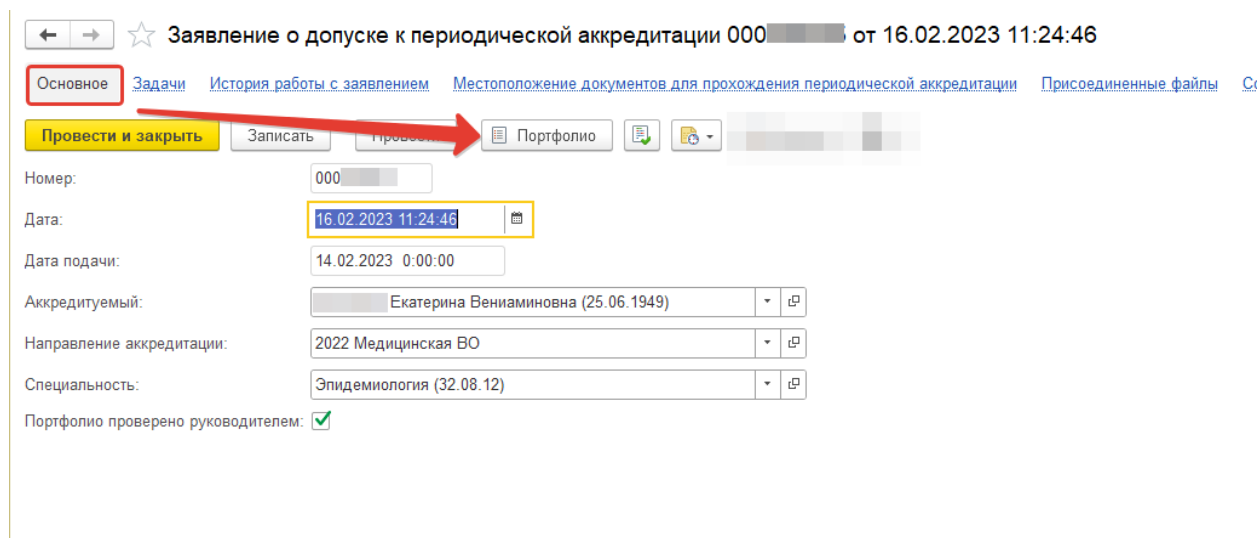 Заявление о допуске к периодической аккредитации 000 от 16.02.2023 11:24:46
Основное Задачи История работы с заявлением Местоположение документов для прохождения периодической аккредитации Присоединенные файлы
Провести и закрыть Записать Портфолио
Номер: 000
Дата: 16.02.2023 11:24:46
Дата подачи: 14.02.2023 0:00:00
Аккредитуемый: Екатерина Вениаминовна (25.06.1949)
Направление аккредитации: 2022 Медицинская ВО
Специальность: Эпидемиология (32.08.12)
Портфолио проверено руководителем: